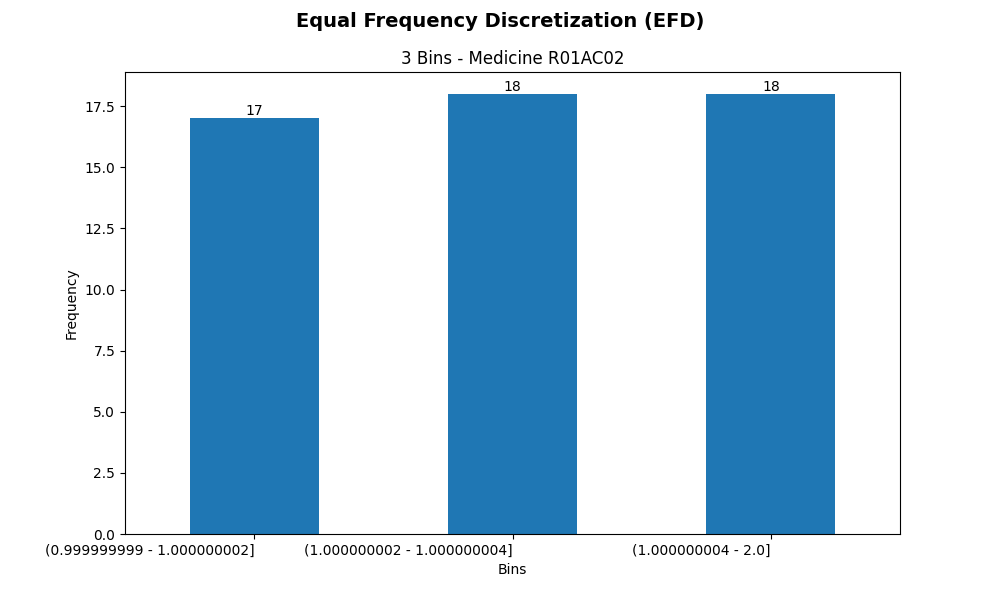 Equal Frequency Discretization (EFD)
3 Bins - Medicine R01AC02
17
18
18
17.5
15.0
12.5
10.0
7.5
5.0
2.5
0.0
Frequency
(0.999999999 - 1.000000002]
(1.000000002 - 1.000000004]
(1.000000004 - 2.0]
Bins